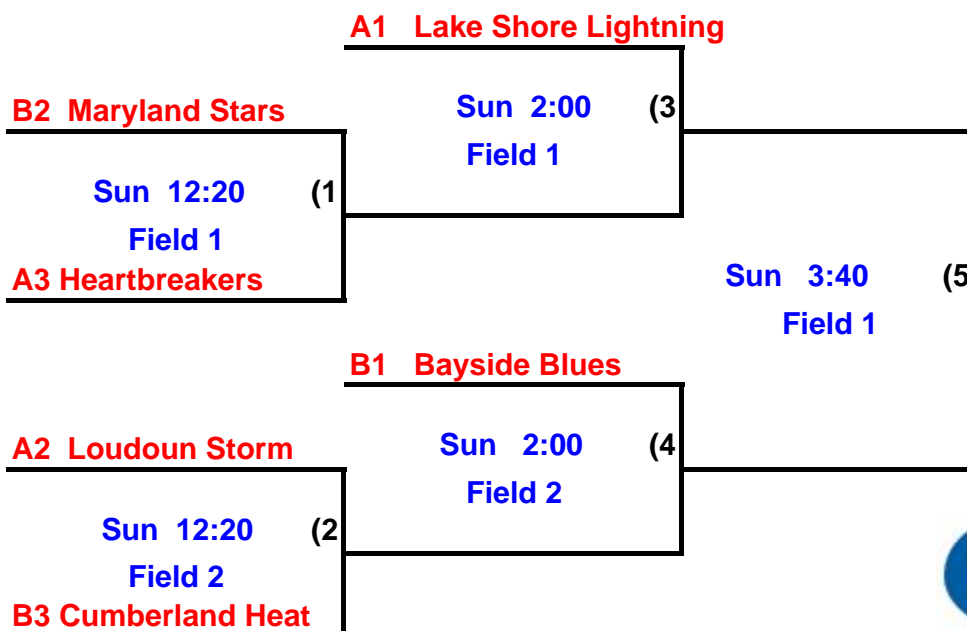 A1 Lake Shore Lightning
B2 Maryland Stars
Sun 2:00 (3
Field 1
Sun 12:20 (1
Field 1
A3 Heartbreakers
Sun 3:40 (5
Field 1
B1 Bayside Blues
A2 Loudoun Storm
Sun 2:00 (4
Field 2
Sun 12:20 (2
Field 2
B3 Cumberland Heat